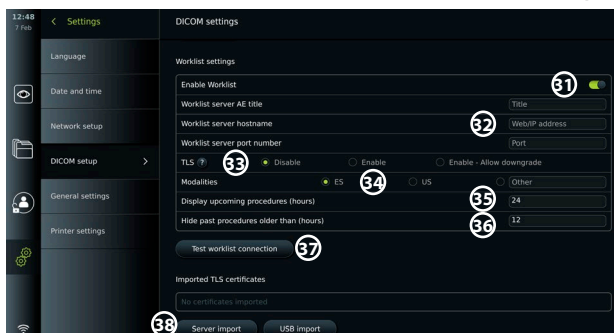 12:48
7 Feb
Settings
Language
Date and time
Network setup
DICOM setup
General settings
Printer settings
DICOM settings
Worklist settings
Enable Worklist 31
Worklist server AE title Title
Worklist server hostname 32 Web/IP address
Worklist server port number Port
TLS ? 33 Disable Enable Enable - Allow downgrade
Modalities ES 34 US Other
Display upcoming procedures (hours) 35 24
Hide past procedures older than (hours) 36 12
Test worklist connection 37
Imported TLS certificates
No certificates imported
38 Server import USB import